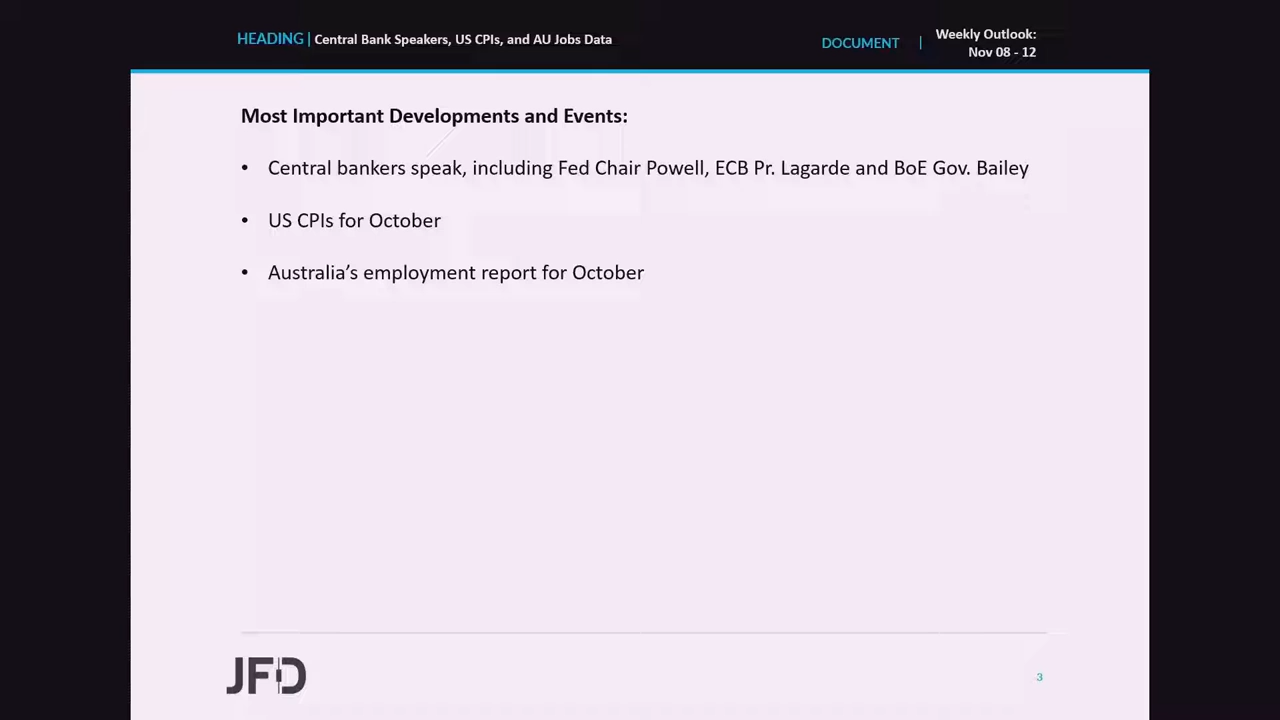 HEADING | Central Bank Speakers, US CPIs, and AU Jobs Data
DOCUMENT | Weekly Outlook:
Nov 08 - 12
Most Important Developments and Events:
• Central bankers speak, including Fed Chair Powell, ECB Pr. Lagarde and BoE Gov. Bailey
• US CPIs for October
• Australia’s employment report for October
JFD
3